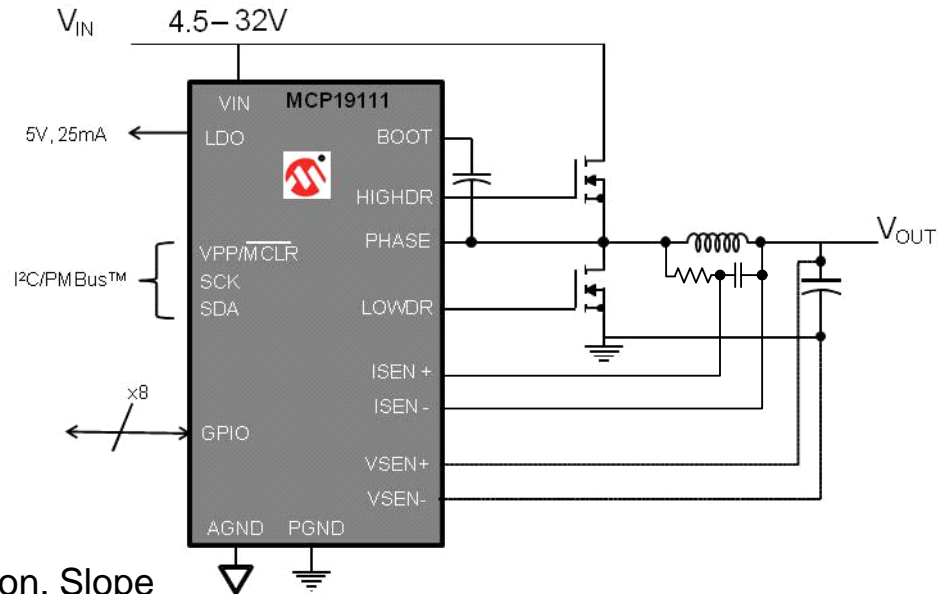 VIN 4.5–32V
MCP19111
VIN
5V, 25mA
LDO
BOOT
HIGHDR
PHASE
VOUT
VPP/MCLR
I²C/PMBus™
SCK
SDA
LOWDR
ISEN +
x8
ISEN -
GPIO
VSEN+
VSEN-
AGND PGND
on, Slope